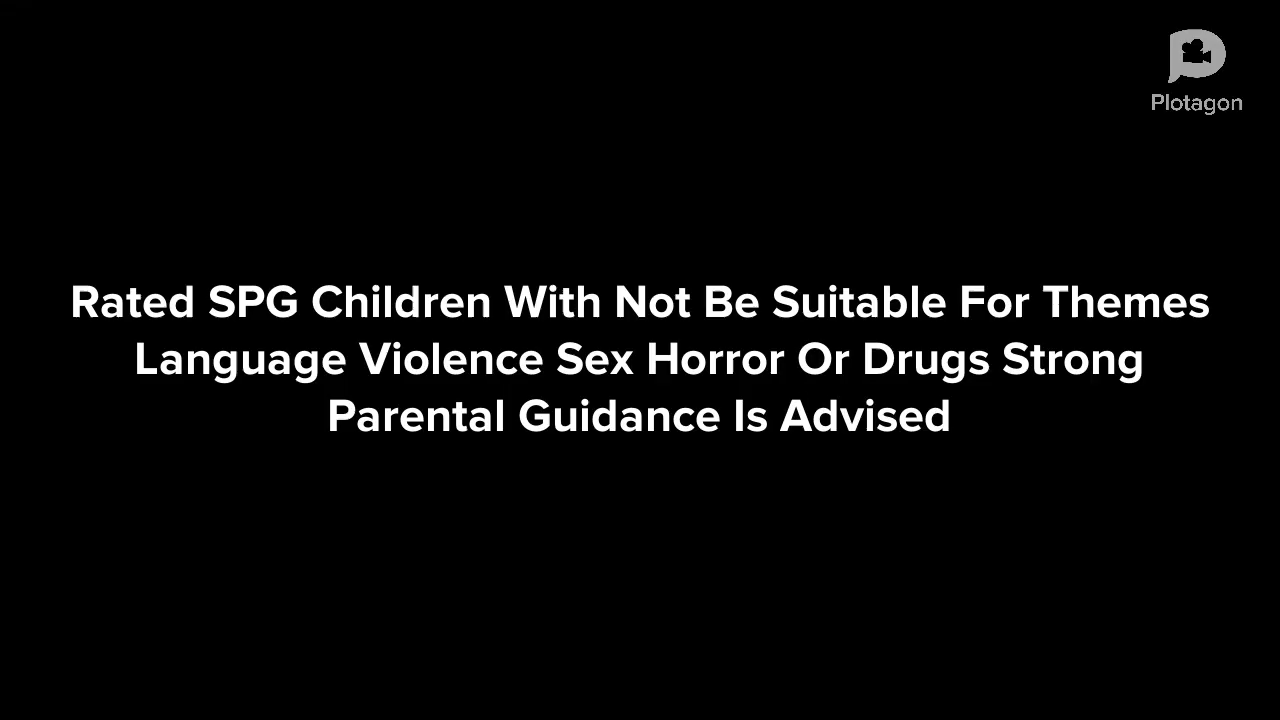 Plotagon
Rated SPG Children With Not Be Suitable For Themes
Language Violence Sex Horror Or Drugs Strong
Parental Guidance Is Advised